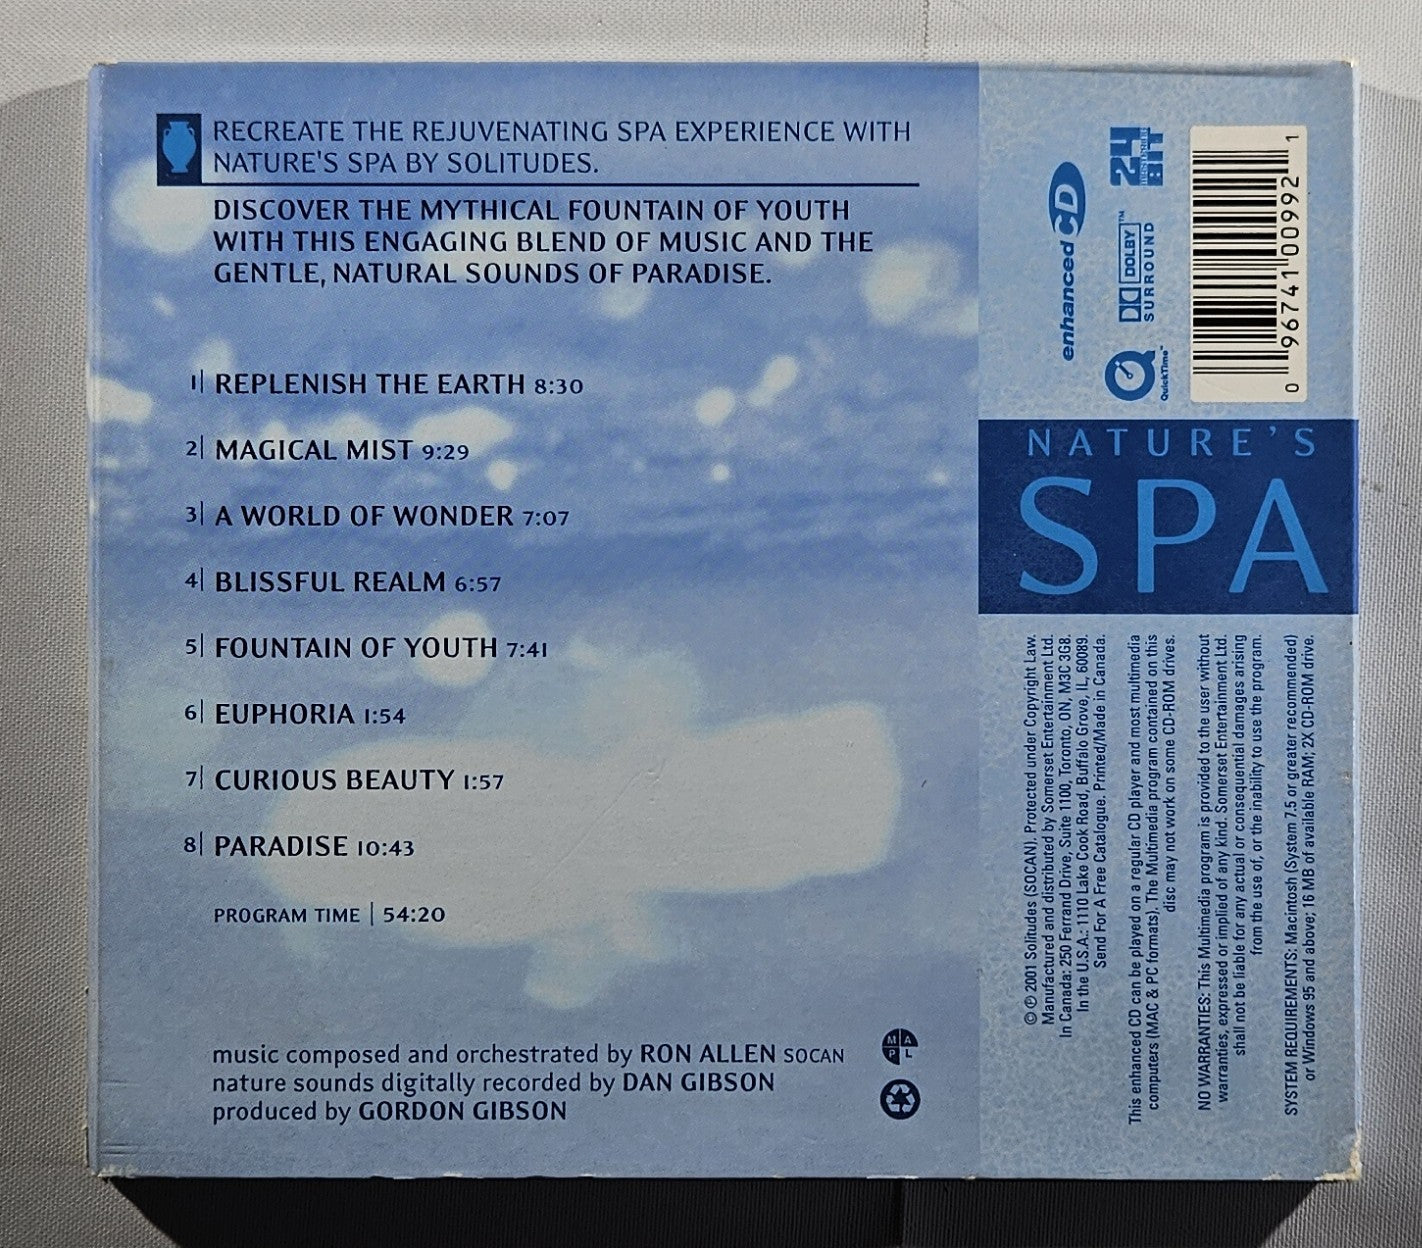 RECREATE THE REJUVENATING SPA EXPERIENCE WITH
NATURE'S SPA BY SOLITUDES.
DISCOVER THE MYTHICAL FOUNTAIN OF YOUTH
WITH THIS ENGAGING BLEND OF MUSIC AND THE
GENTLE, NATURAL SOUNDS OF PARADISE.
1| REPLENISH THE EARTH 8:30
2| MAGICAL MIST 9:29
3| A WORLD OF WONDER 7:07
4| BLISSFUL REALM 6:57
5| FOUNTAIN OF YOUTH 7:41
6| EUPHORIA 1:54
7| CURIOUS BEAUTY 1:57
8| PARADISE 10:43
PROGRAM TIME | 54:20
music composed and orchestrated by RON ALLEN SOCAN
nature sounds digitally recorded by DAN GIBSON
produced by GORDON GIBSON
M A
P L
enhanced CD
24
BIT
DOLBY™
SURROUND
QuickTime™
0 96741 00992 1
NATURE'S
SPA
© ℗ 2001 Solitudes (SOCAN). Protected under Copyright Law.
Manufactured and distributed by Somerset Entertainment Ltd.
In Canada: 250 Ferrand Drive, Suite 1100, Toronto, ON, M3C 3G8.
In the U.S.A.: 1110 Lake Cook Road, Buffalo Grove, IL, 60089.
Send For A Free Catalogue. Printed/Made in Canada.
This enhanced CD can be played on a regular CD player and most multimedia
computers (MAC & PC formats). The Multimedia program contained on this
disc may not work on some CD-ROM drives.
NO WARRANTIES: This Multimedia program is provided to the user without
warranties, expressed or implied of any kind. Somerset Entertainment Ltd.
shall not be liable for any actual or consequential damages arising
from the use of, or the inability to use the program.
SYSTEM REQUIREMENTS: Macintosh (System 7.5 or greater recommended)
or Windows 95 and above; 16 MB of available RAM; 2X CD-ROM drive.